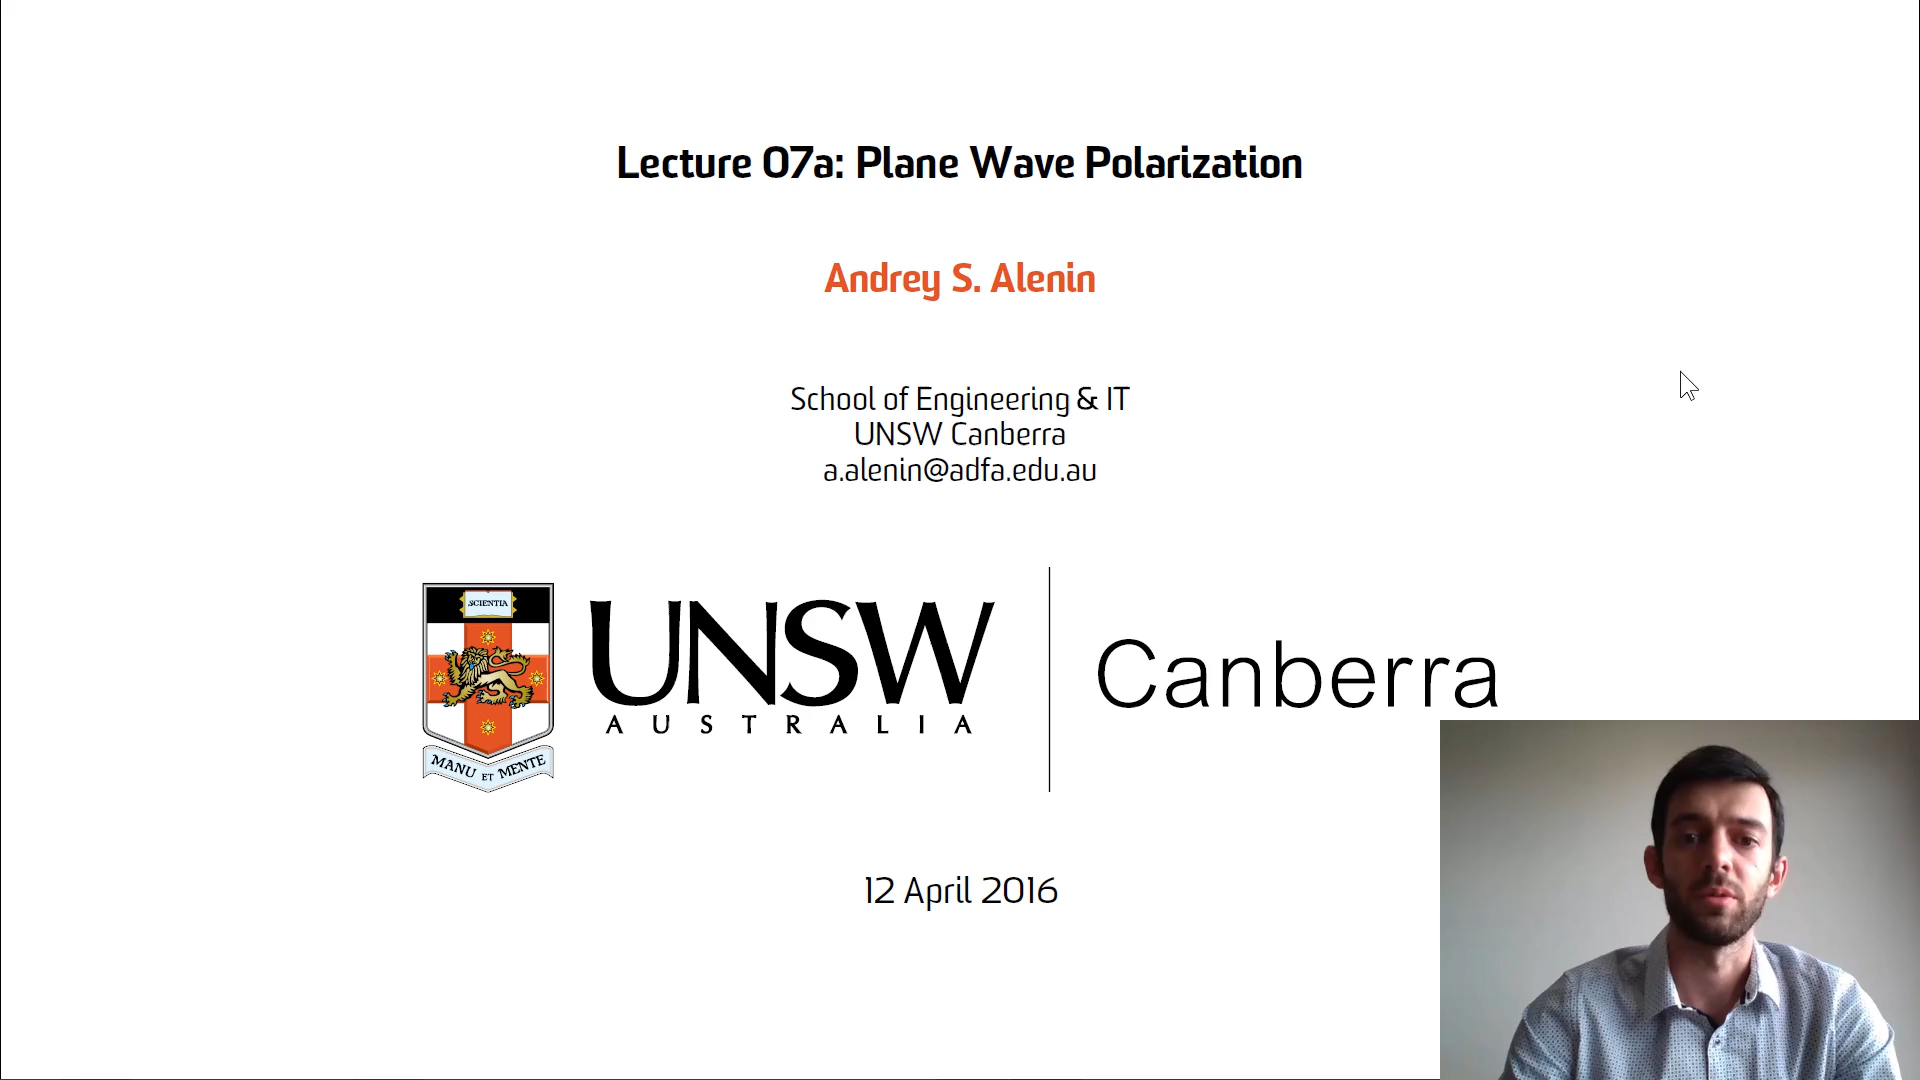 Lecture 07a: Plane Wave Polarization
Andrey S. Alenin
School of Engineering & IT
UNSW Canberra
a.alenin@adfa.edu.au
SCIENTIA
MANU ET MENTE
UNSW
AUSTRALIA
Canberra
12 April 2016